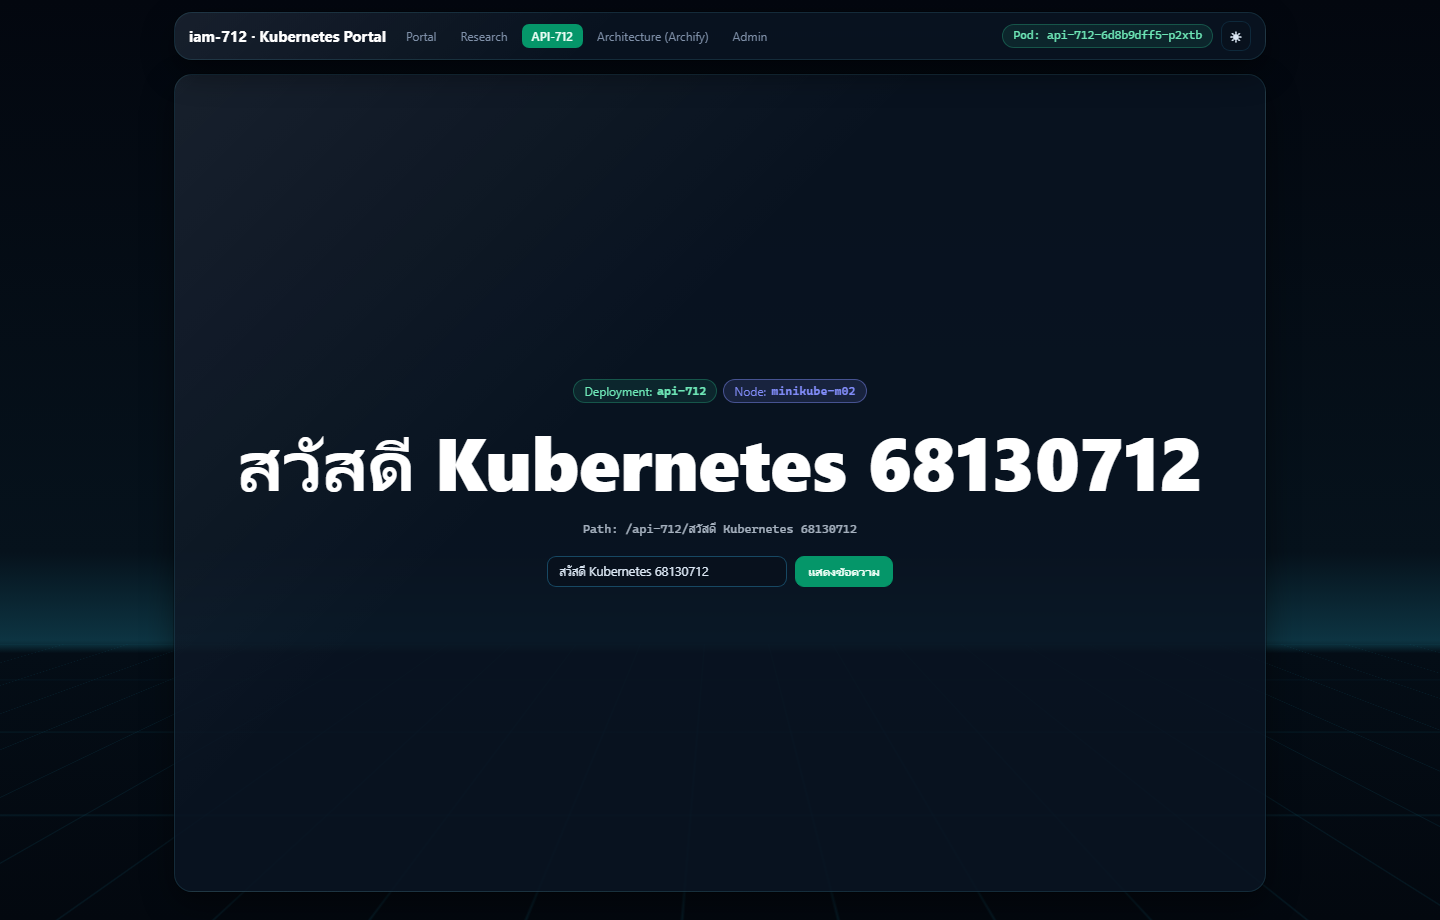 iam-712 · Kubernetes Portal Portal Research API-712 Architecture (Archify) Admin Pod: api-712-6d8b9dff5-p2xtb
Deployment: api-712 Node: minikube-m02
สวัสดี Kubernetes 68130712
Path: /api-712/สวัสดี Kubernetes 68130712
สวัสดี Kubernetes 68130712 แสดงข้อความ